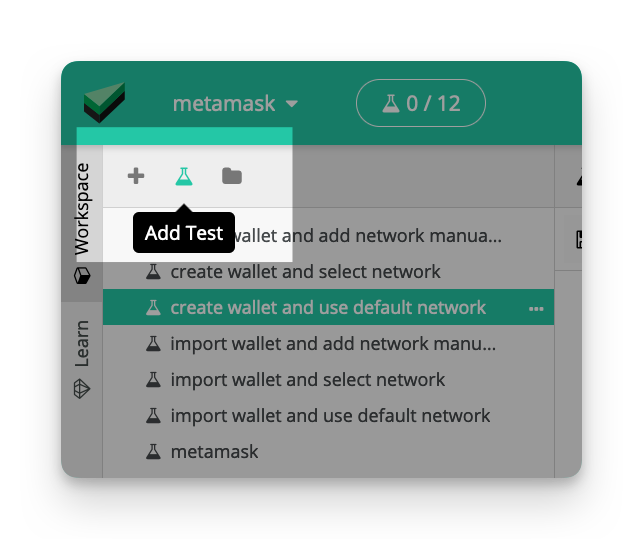 metamask
0 / 12
Workspace
Learn
Add Test
wallet and add network manua...
create wallet and select network
create wallet and use default network
import wallet and add network manu...
import wallet and select network
import wallet and use default network
metamask